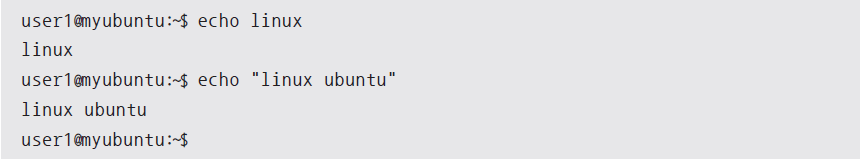 user1@myubuntu:~$ echo linux
linux
user1@myubuntu:~$ echo "linux ubuntu"
linux ubuntu
user1@myubuntu:~$